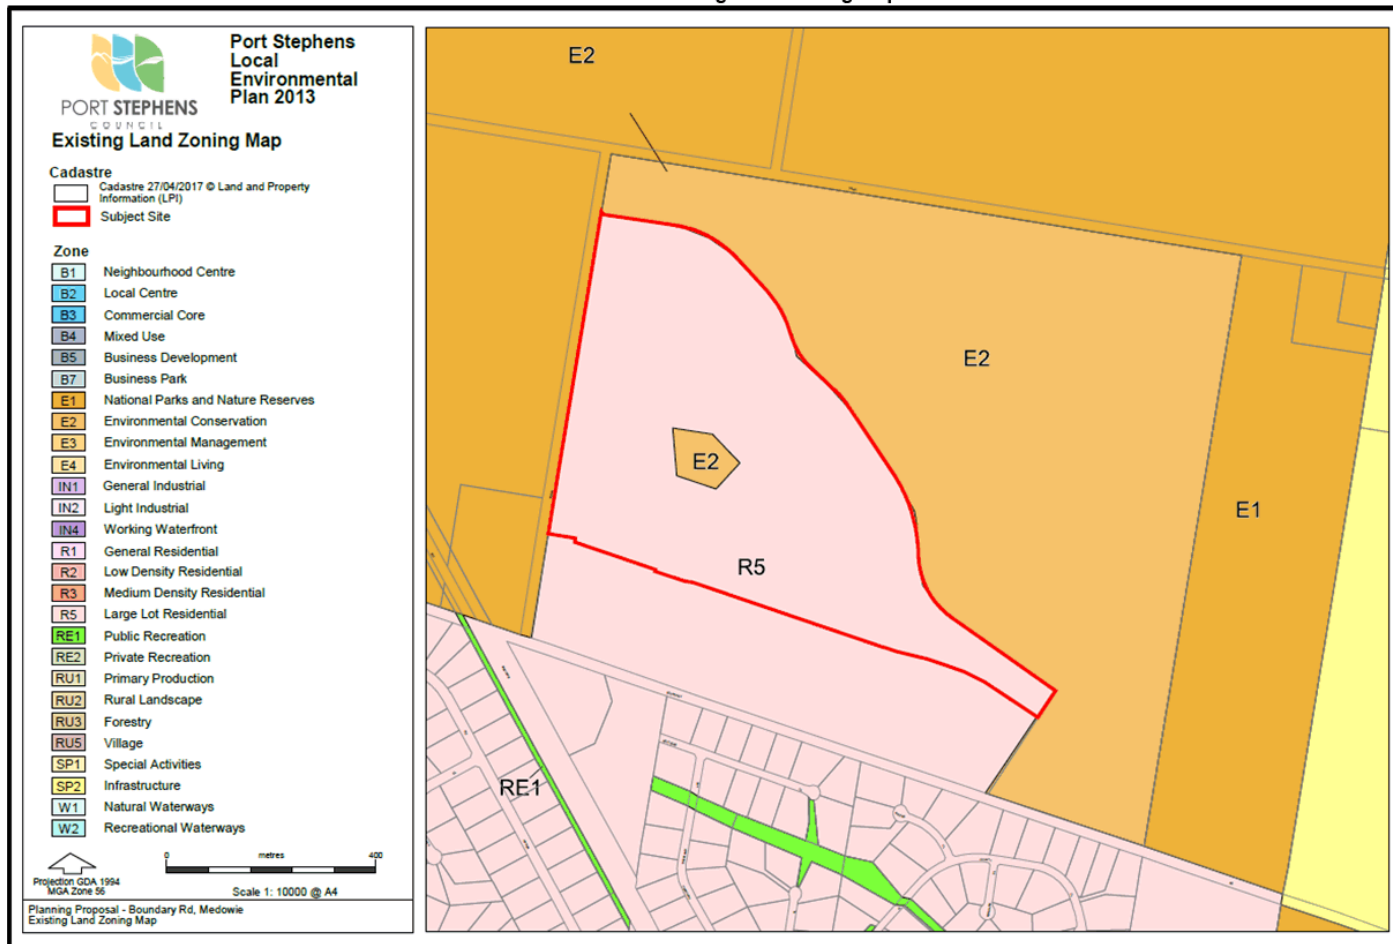 Port Stephens
Local
Environmental
Plan 2013
PORT STEPHENS
COUNCIL
Existing Land Zoning Map
Cadastre
Cadastre 27/04/2017 © Land and Property
Information (LPI)
Subject Site
Zone
B1 Neighbourhood Centre
B2 Local Centre
B3 Commercial Core
B4 Mixed Use
B5 Business Development
B7 Business Park
E1 National Parks and Nature Reserves
E2 Environmental Conservation
E3 Environmental Management
E4 Environmental Living
IN1 General Industrial
IN2 Light Industrial
IN4 Working Waterfront
R1 General Residential
R2 Low Density Residential
R3 Medium Density Residential
R5 Large Lot Residential
RE1 Public Recreation
RE2 Private Recreation
RU1 Primary Production
RU2 Rural Landscape
RU3 Forestry
RU5 Village
SP1 Special Activities
SP2 Infrastructure
W1 Natural Waterways
W2 Recreational Waterways
Projection GDA 1994
MGA Zone 56
0 metres 400
Scale 1: 10000 @ A4
Planning Proposal - Boundary Rd, Medowie
Existing Land Zoning Map
E2
E2
E2
E1
R5
RE1